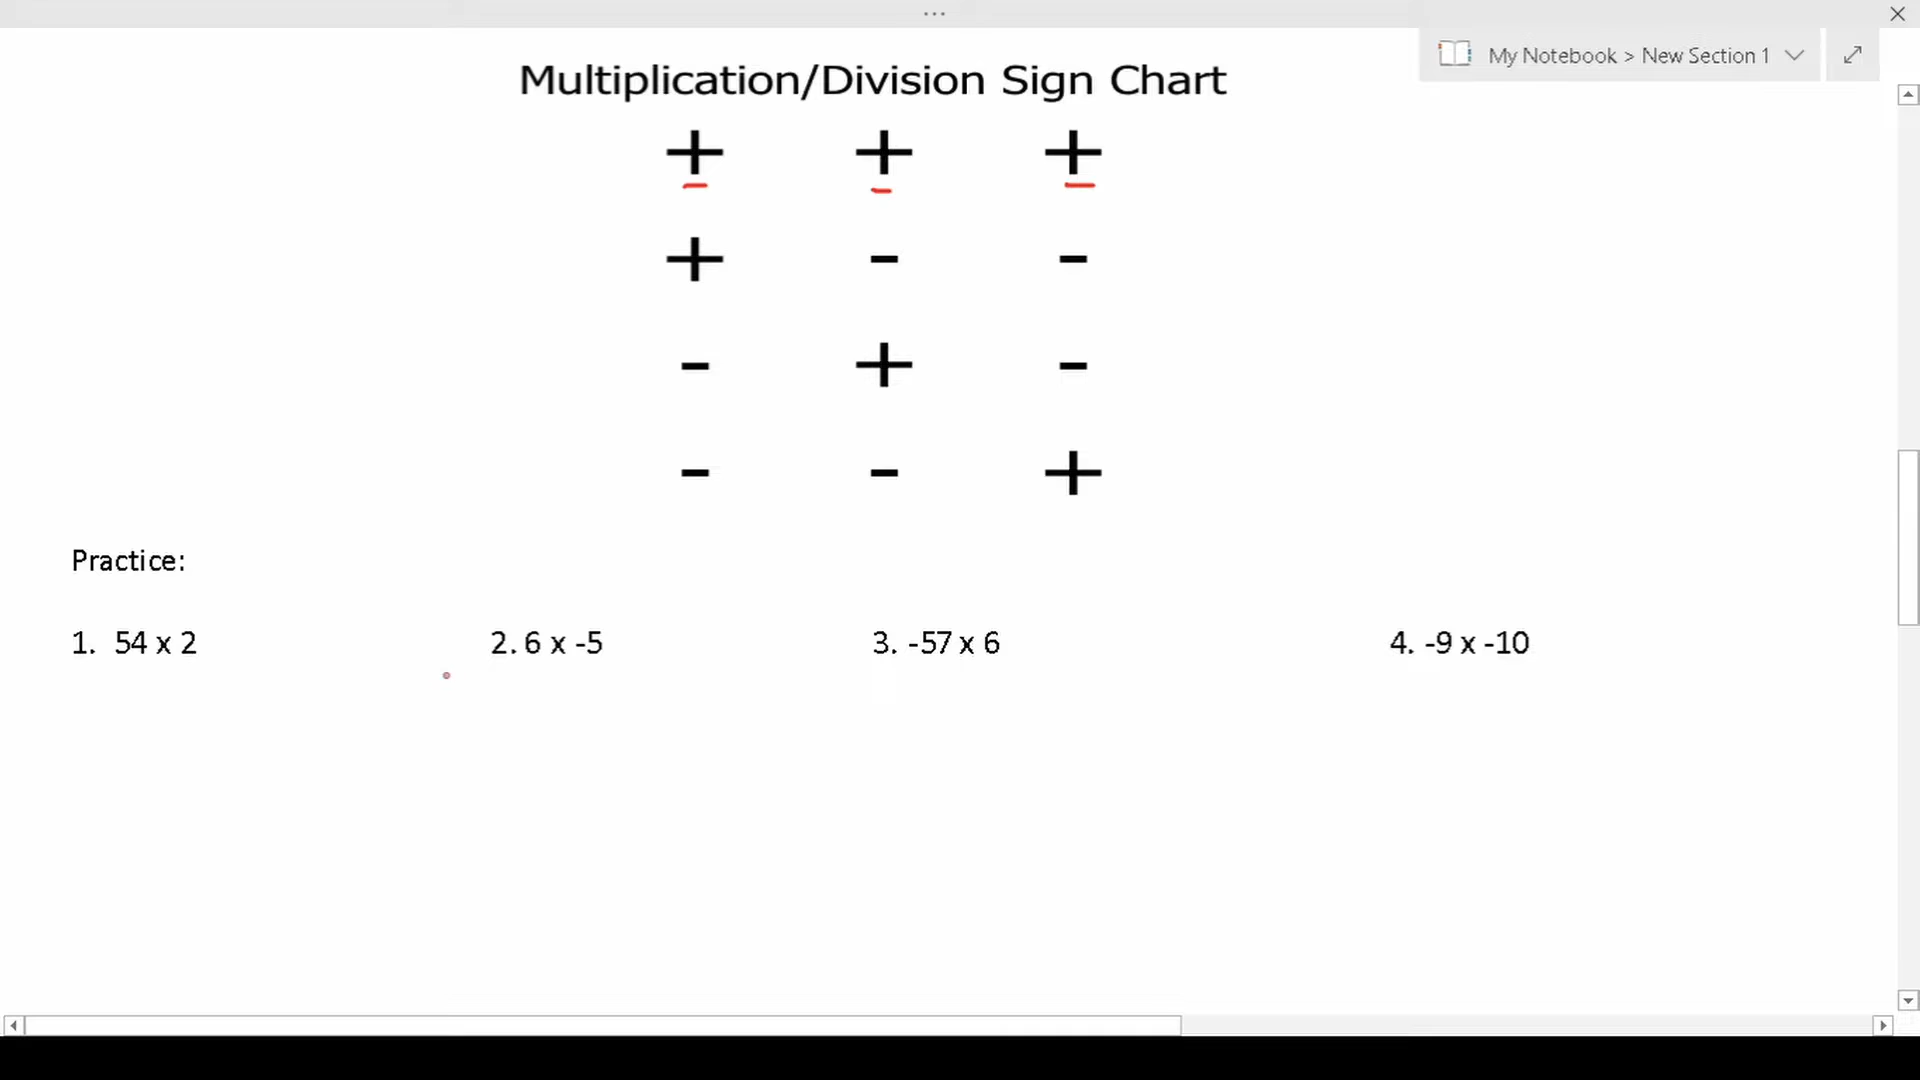 ...
My Notebook > New Section 1
Multiplication/Division Sign Chart
+ + +
+ - -
- + -
- - +
Practice:
1. 54 x 2 2. 6 x -5 3. -57 x 6 4. -9 x -10